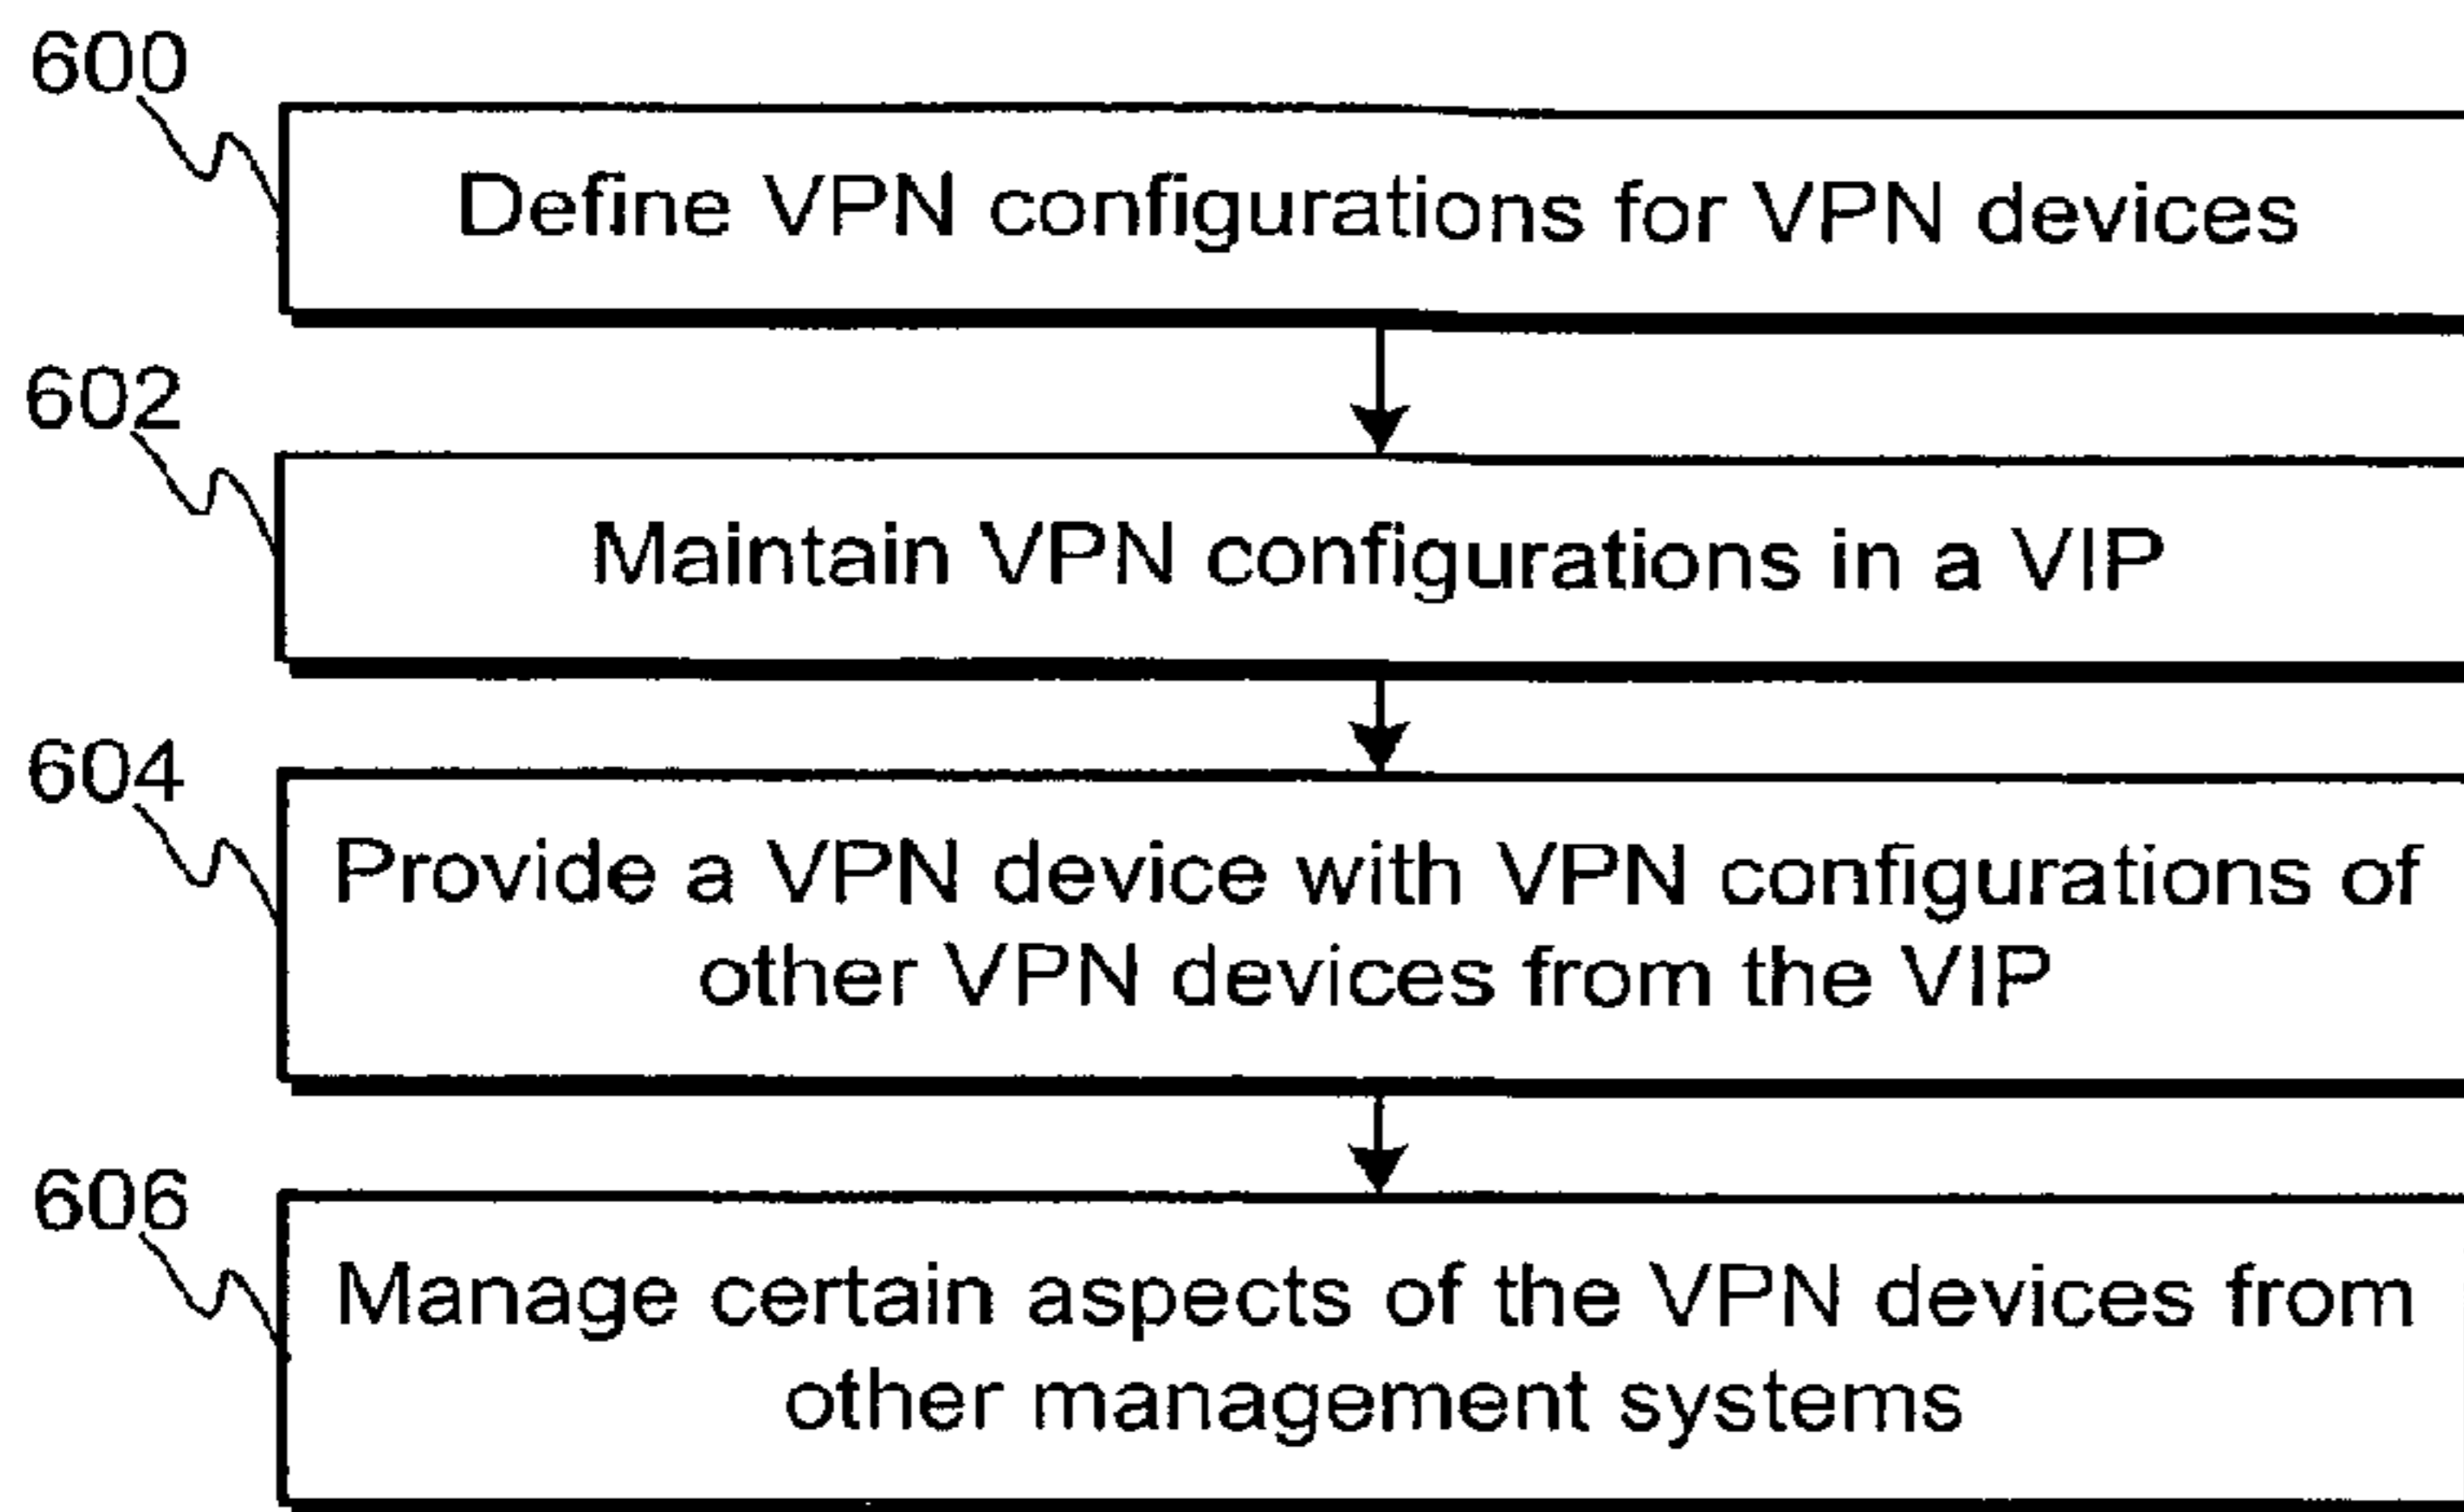 600
Define VPN configurations for VPN devices
602
Maintain VPN configurations in a VIP
604
Provide a VPN device with VPN configurations of
other VPN devices from the VIP
606
Manage certain aspects of the VPN devices from
other management systems